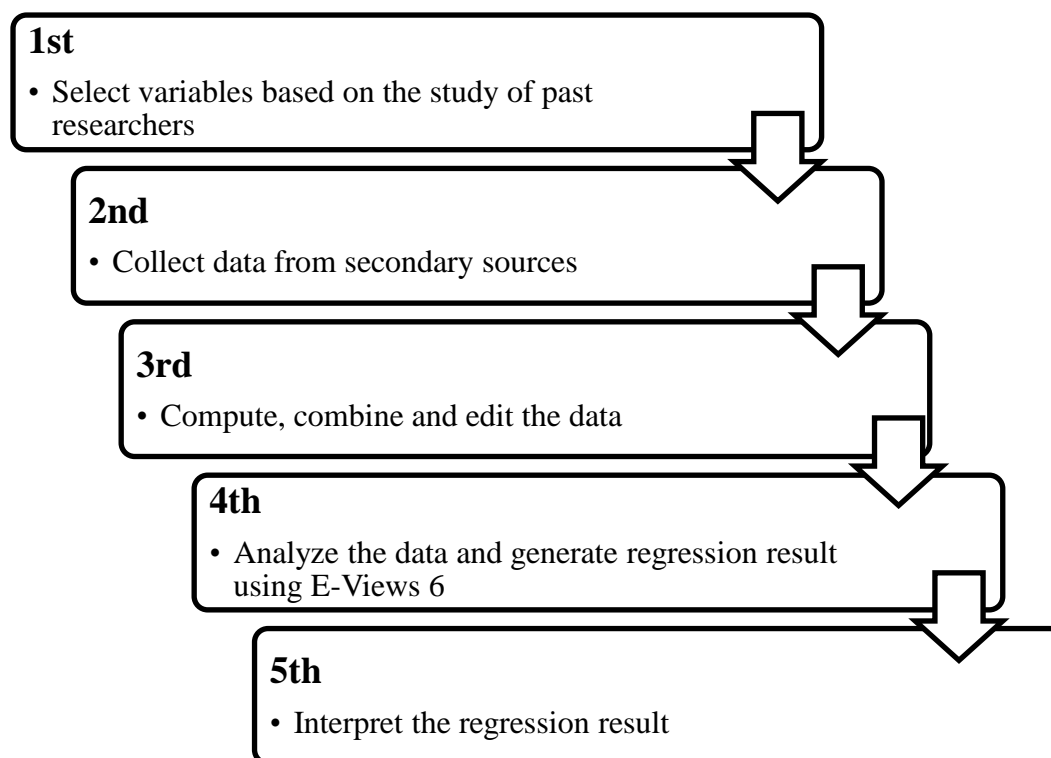 1st
• Select variables based on the study of past
researchers
2nd
• Collect data from secondary sources
3rd
• Compute, combine and edit the data
4th
• Analyze the data and generate regression result
using E-Views 6
5th
• Interpret the regression result